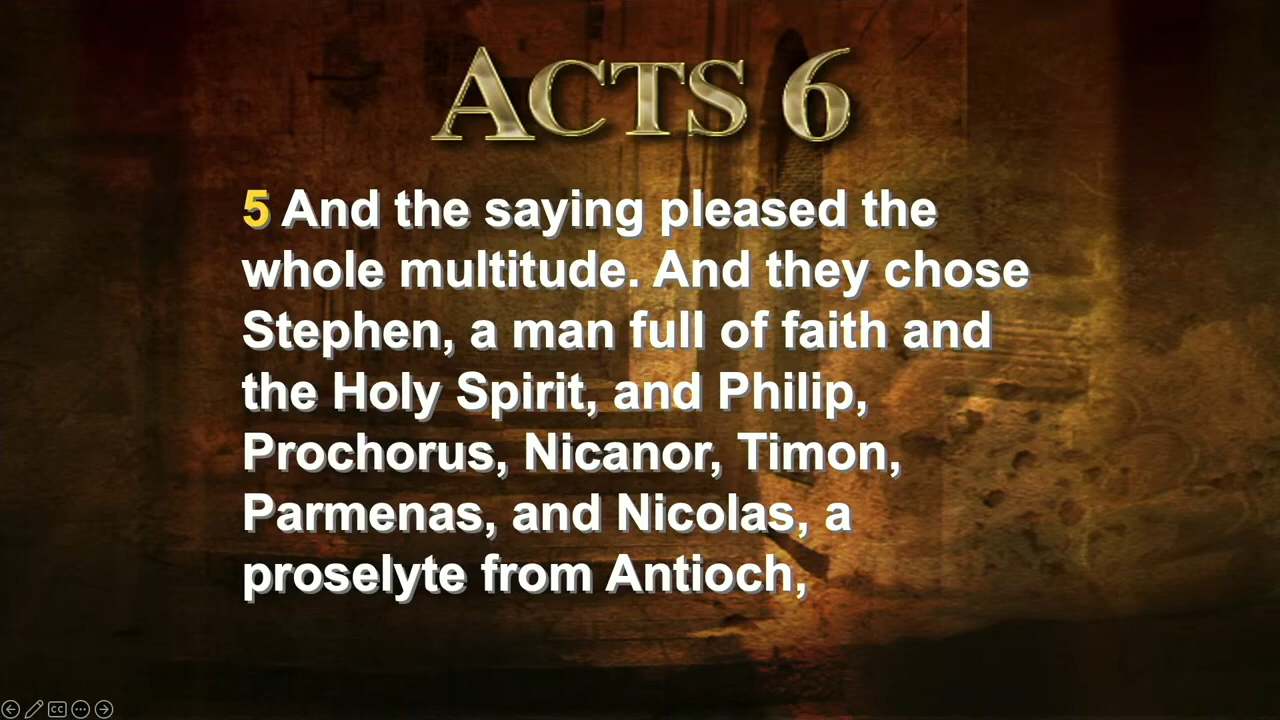 ACTS 6
5 And the saying pleased the
whole multitude. And they chose
Stephen, a man full of faith and
the Holy Spirit, and Philip,
Prochorus, Nicanor, Timon,
Parmenas, and Nicolas, a
proselyte from Antioch,
CC